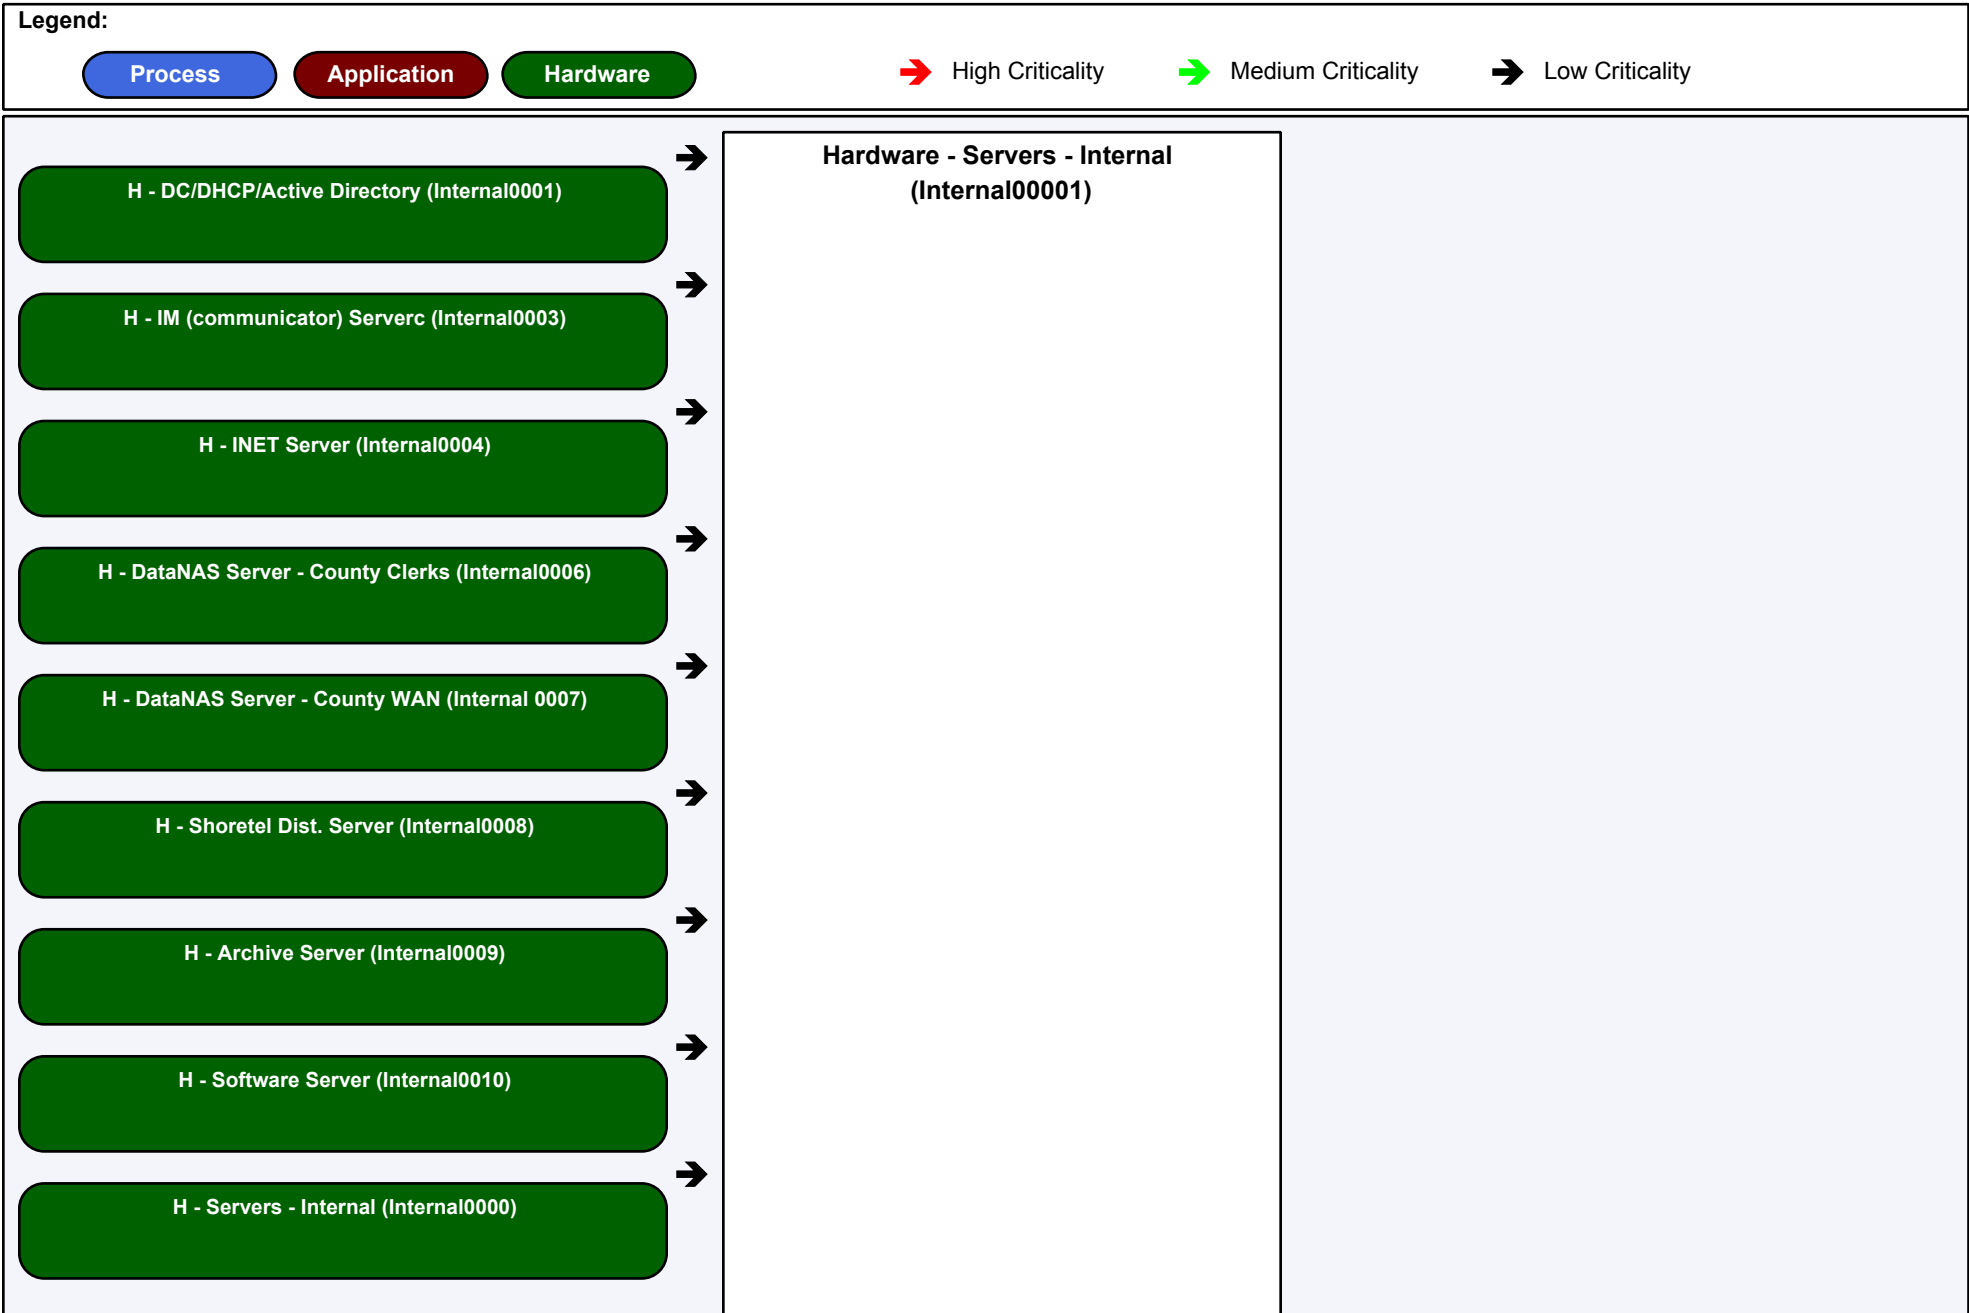 Legend:
Process
Application
Hardware
High Criticality
Medium Criticality
Low Criticality
Hardware - Servers - Internal
(Internal00001)
H - DC/DHCP/Active Directory (Internal0001)
H - IM (communicator) Serverc (Internal0003)
H - INET Server (Internal0004)
H - DataNAS Server - County Clerks (Internal0006)
H - DataNAS Server - County WAN (Internal 0007)
H - Shoretel Dist. Server (Internal0008)
H - Archive Server (Internal0009)
H - Software Server (Internal0010)
H - Servers - Internal (Internal0000)